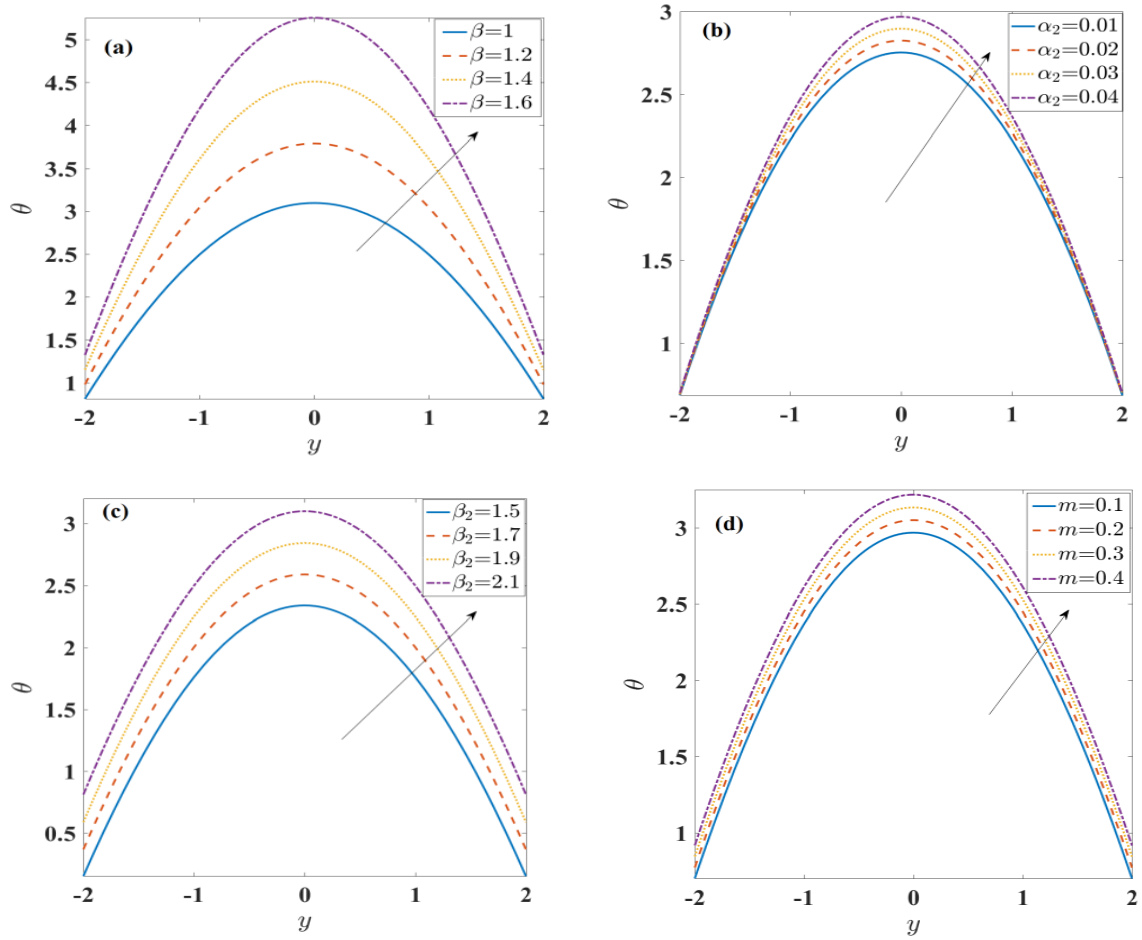 (a)
β=1
β=1.2
β=1.4
β=1.6
5
4.5
4
3.5
3
2.5
2
1.5
1
θ
-2 -1 0 1 2
y
(b)
α₂=0.01
α₂=0.02
α₂=0.03
α₂=0.04
3
2.5
2
1.5
1
θ
-2 -1 0 1 2
y
(c)
β₂=1.5
β₂=1.7
β₂=1.9
β₂=2.1
3
2.5
2
1.5
1
0.5
θ
-2 -1 0 1 2
y
(d)
m=0.1
m=0.2
m=0.3
m=0.4
3
2.5
2
1.5
1
θ
-2 -1 0 1 2
y